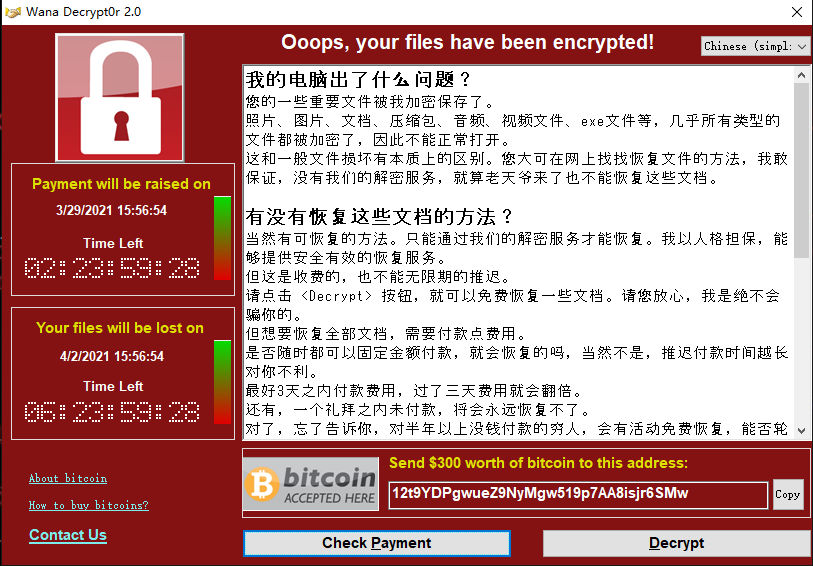 Wana Decrypt0r 2.0
Ooops, your files have been encrypted!
Chinese (simpl:
Payment will be raised on
3/29/2021 15:56:54
Time Left
02:23:59:28
Your files will be lost on
4/2/2021 15:56:54
Time Left
06:23:59:28
About bitcoin
How to buy bitcoins?
Contact Us
我的电脑出了什么问题？
您的一些重要文件被我加密保存了。
照片、图片、文档、压缩包、音频、视频文件、exe文件等，几乎所有类型的
文件都被加密了，因此不能正常打开。
这和一般文件损坏有本质上的区别。您大可在网上找找恢复文件的方法，我敢
保证，没有我们的解密服务，就算老天爷来了也不能恢复这些文档。
有没有恢复这些文档的方法？
当然有可恢复的方法。只能通过我们的解密服务才能恢复。我以人格担保，能
够提供安全有效的恢复服务。
但这是收费的，也不能无限期的推迟。
请点击 <Decrypt> 按钮，就可以免费恢复一些文档。请您放心，我是绝不会
骗你的。
但想要恢复全部文档，需要付款点费用。
是否随时都可以固定金额付款，就会恢复的吗，当然不是，推迟付款时间越长
对你不利。
最好3天之内付款费用，过了三天费用就会翻倍。
还有，一个礼拜之内未付款，将会永远恢复不了。
对了，忘了告诉你，对半年以上没钱付款的穷人，会有活动免费恢复，能否轮
bitcoin
ACCEPTED HERE
Send $300 worth of bitcoin to this address:
12t9YDPgwueZ9NyMgw519p7AA8isjr6SMw
Copy
Check Payment
Decrypt